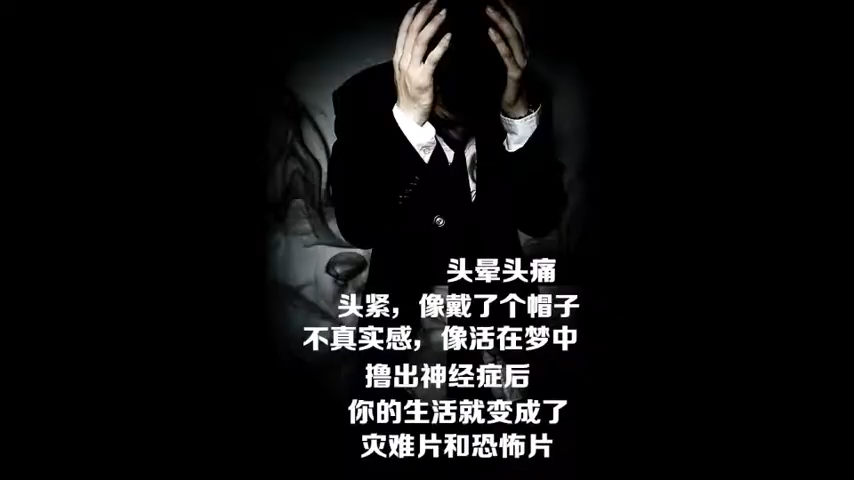 头晕头痛
头紧，像戴了个帽子
不真实感，像活在梦中
撸出神经症后
你的生活就变成了
灾难片和恐怖片